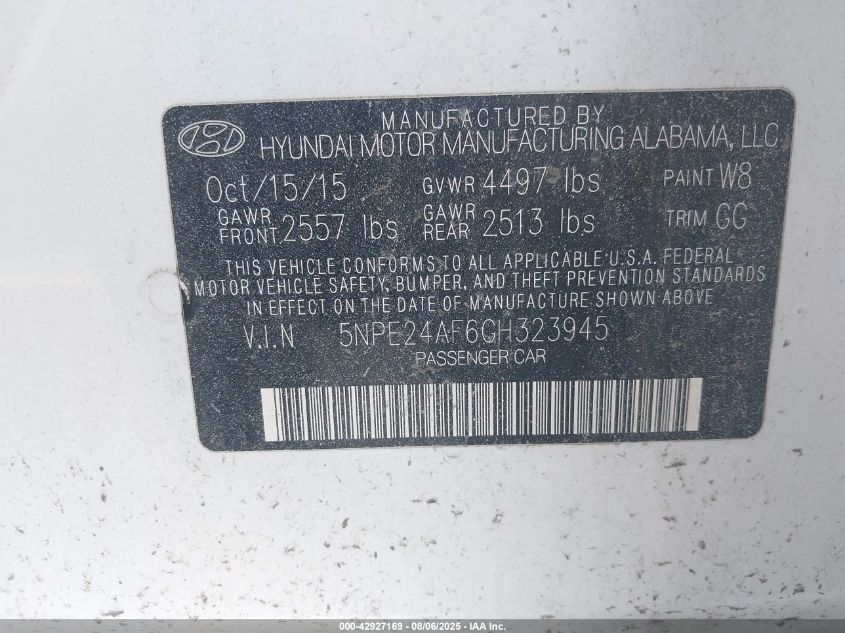 MANUFACTURED BY
HYUNDAI MOTOR MANUFACTURING ALABAMA, LLC
Oct/15/15 GVWR 4497 lbs PAINT W8
GAWR FRONT 2557 lbs GAWR REAR 2513 lbs TRIM GG
THIS VEHICLE CONFORMS TO ALL APPLICABLE U.S.A. FEDERAL
MOTOR VEHICLE SAFETY, BUMPER, AND THEFT PREVENTION STANDARDS
IN EFFECT ON THE DATE OF MANUFACTURE SHOWN ABOVE
V.I.N 5NPE24AF6GH323945
PASSENGER CAR
000-42927169 - 08/06/2025 - IAA Inc.